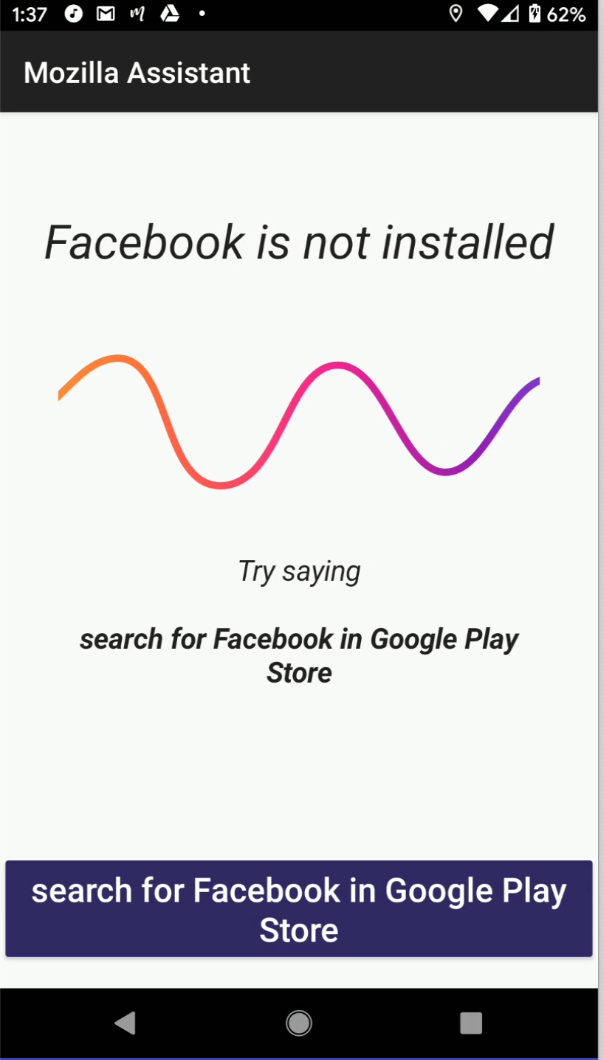 1:37
62%
Mozilla Assistant
Facebook is not installed
Try saying
search for Facebook in Google Play
Store
search for Facebook in Google Play
Store